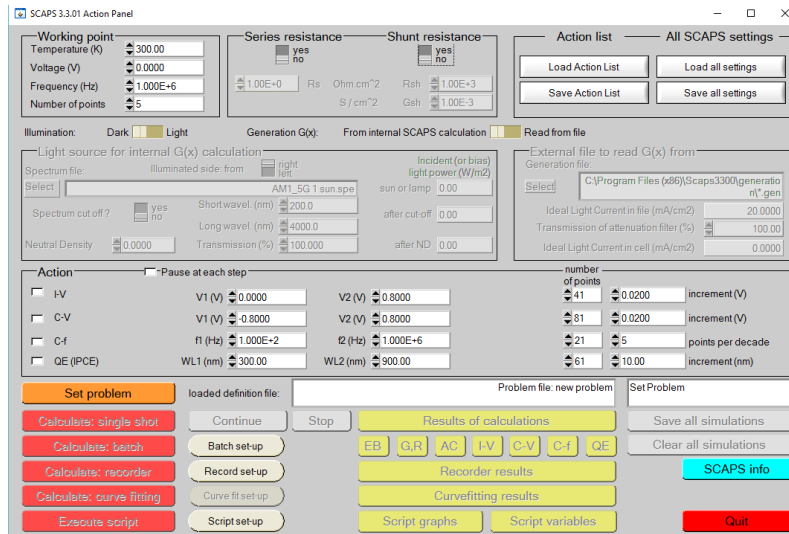 SCAPS 3.3.01 Action Panel
Working point
Temperature (K) 300.00
Voltage (V) 0.0000
Frequency (Hz) 1.000E+6
Number of points 5
Series resistance
yes
no
1.00E+0 Rs Ohm.cm^2
S / cm^2
Shunt resistance
yes
no
Rsh 1.00E+3
Gsh 1.00E-3
Action list
Load Action List
Save Action List
All SCAPS settings
Load all settings
Save all settings
Illumination: Dark Light Generation G(x): From internal SCAPS calculation Read from file
Light source for internal G(x) calculation
Spectrum file: Illuminated side: from right
left
Incident (or bias)
light power (W/m2)
Select AM1_5G 1 sun.spe sun or lamp 0.00
Spectrum cut off ? yes
no
Short wavel. (nm) 200.0
Long wavel. (nm) 4000.0
after cut-off 0.00
Neutral Density 0.0000 Transmission (%) 100.000 after ND 0.00
External file to read G(x) from
Generation file:
Select C:\Program Files (x86)\Scaps3300\generatio
n\*.gen
Ideal Light Current in file (mA/cm2) 20.0000
Transmission of attenuation filter (%) 100.00
Ideal Light Current in cell (mA/cm2) 0.0000
Action Pause at each step number
of points
I-V V1 (V) 0.0000 V2 (V) 0.8000 41 0.0200 increment (V)
C-V V1 (V) -0.8000 V2 (V) 0.8000 81 0.0200 increment (V)
C-f f1 (Hz) 1.000E+2 f2 (Hz) 1.000E+6 21 5 points per decade
QE (IPCE) WL1 (nm) 300.00 WL2 (nm) 900.00 61 10.00 increment (nm)
Set problem loaded definition file: Problem file: new problem Set Problem
Calculate: single shot Continue Stop Results of calculations Save all simulations
Calculate: batch Batch set-up EB G,R AC I-V C-V C-f QE Clear all simulations
Calculate: recorder Record set-up Recorder results SCAPS info
Calculate: curve fitting Curve fit set-up Curvefitting results
Execute script Script set-up Script graphs Script variables Quit